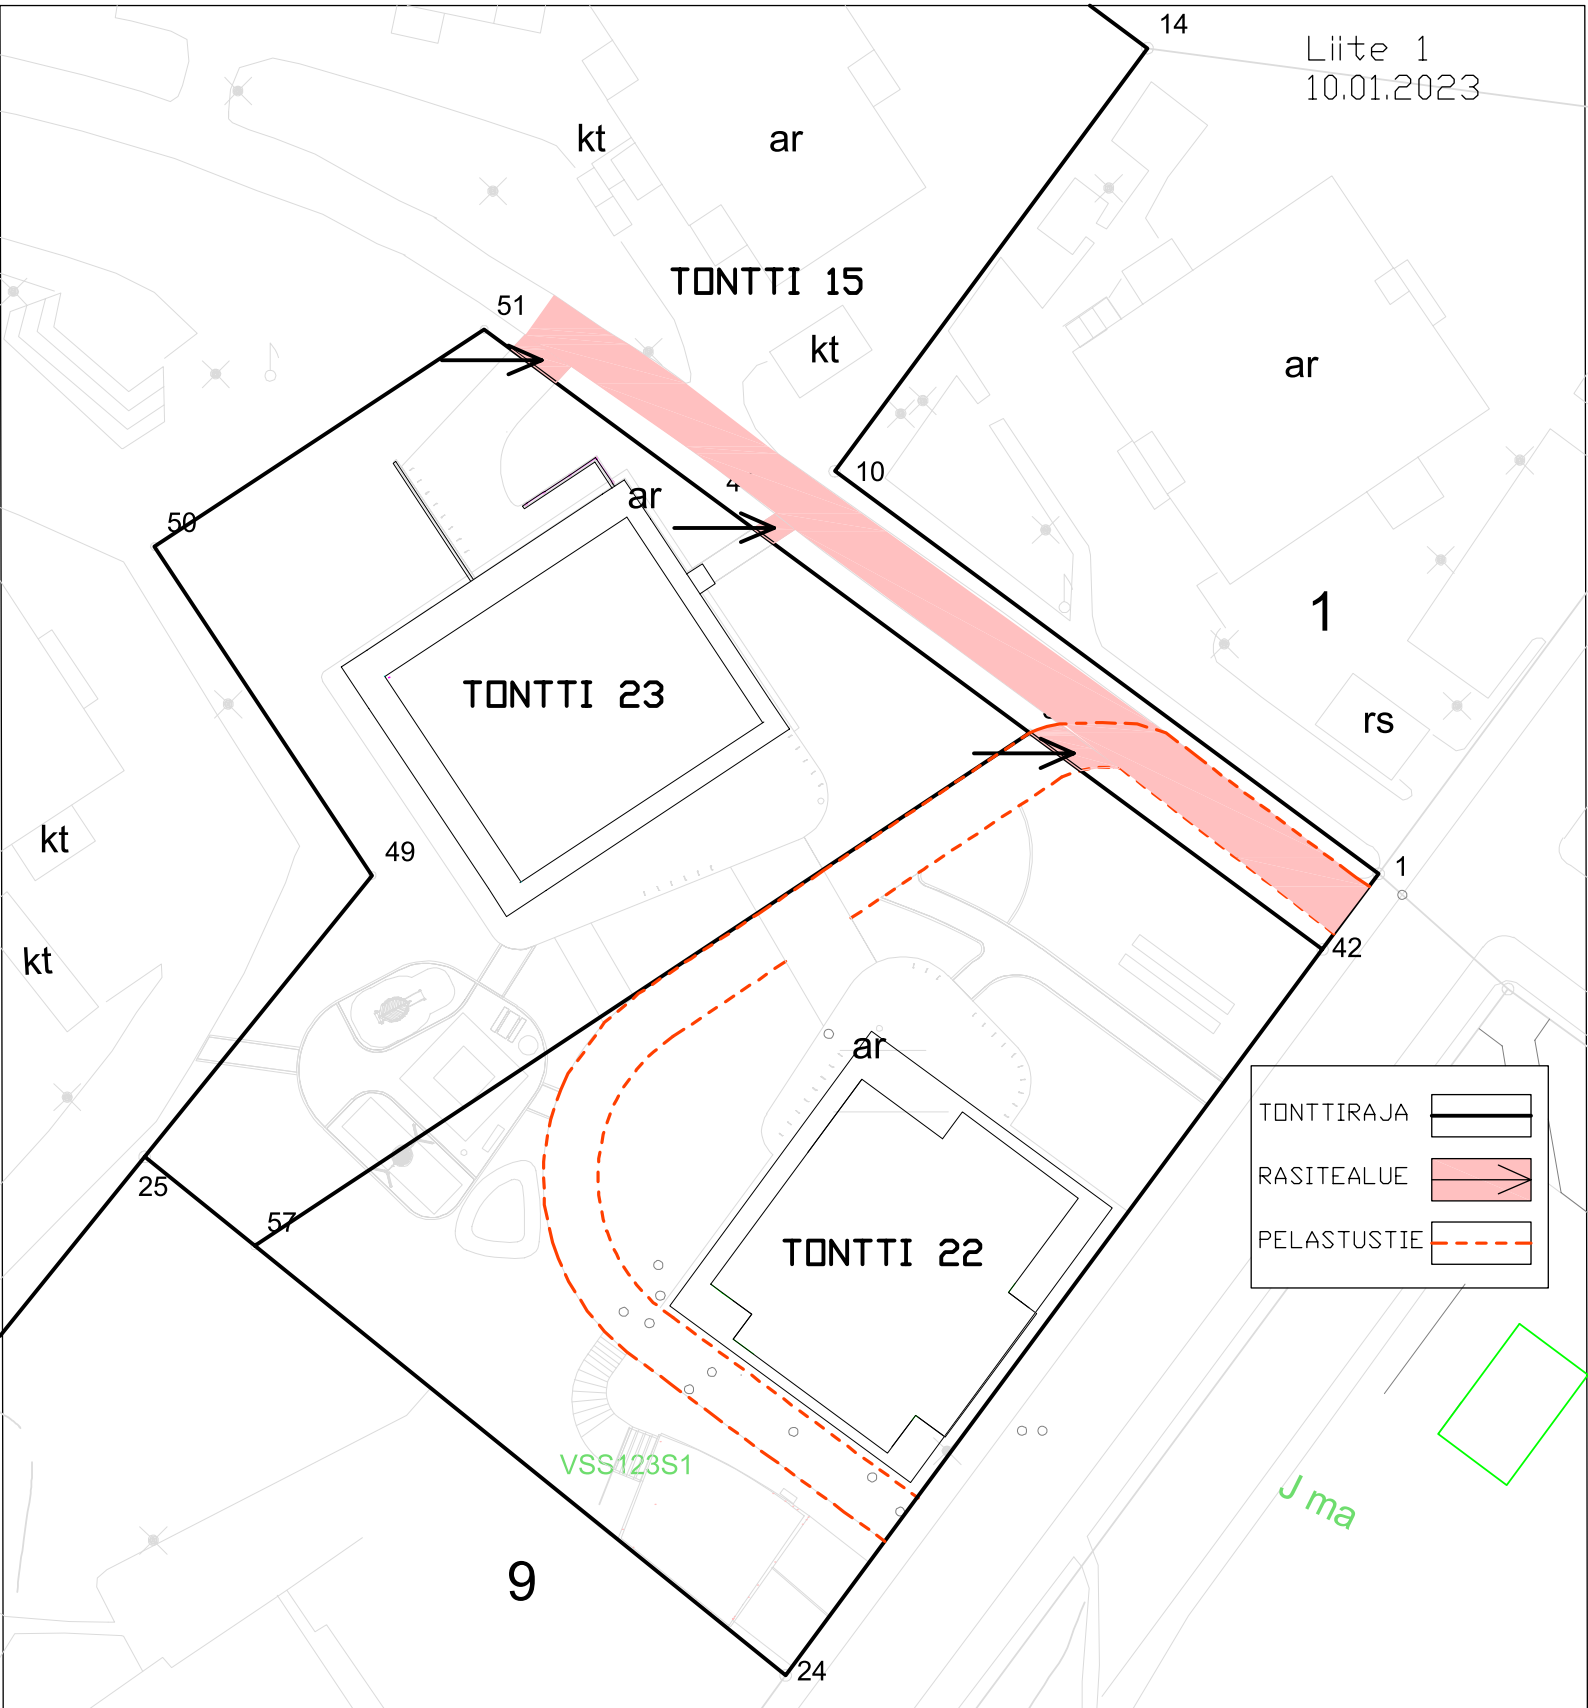 14
Liite 1
10.01.2023
kt
ar
TONTTI 15
51
kt
ar
10
50
ar
4
1
TONTTI 23
rs
kt
49
1
42
kt
ar
TONTTIRAJA
RASITEALUE
25
57
PELASTUSTIE
TONTTI 22
VSS123S1
J ma
9
24